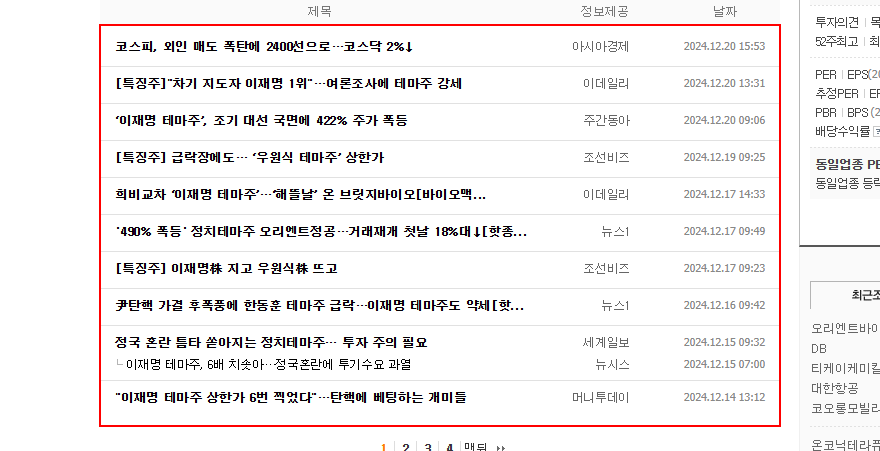 제목 정보제공 날짜
코스피, 외인 매도 폭탄에 2400선으로…코스닥 2%↓ 아시아경제 2024.12.20 15:53
[특징주]"차기 지도자 이재명 1위"…여론조사에 테마주 강세 이데일리 2024.12.20 13:31
‘이재명 테마주’, 조기 대선 국면에 422% 주가 폭등 주간동아 2024.12.20 09:06
[특징주] 급락장에도… ‘우원식 테마주’ 상한가 조선비즈 2024.12.19 09:25
희비교차 ‘이재명 테마주’…‘해뜰날’ 온 브릿지바이오[바이오맥... 이데일리 2024.12.17 14:33
'490% 폭등' 정치테마주 오리엔트정공…거래재개 첫날 18%대↓[핫종... 뉴스1 2024.12.17 09:49
[특징주] 이재명株 지고 우원식株 뜨고 조선비즈 2024.12.17 09:23
尹탄핵 가결 후폭풍에 한동훈 테마주 급락…이재명 테마주도 약세[핫... 뉴스1 2024.12.16 09:42
정국 혼란 틈타 쏟아지는 정치테마주… 투자 주의 필요 세계일보 2024.12.15 09:32
└ 이재명 테마주, 6배 치솟아…정국혼란에 투기수요 과열 뉴시스 2024.12.15 07:00
"이재명 테마주 상한가 6번 찍었다"…탄핵에 베팅하는 개미들 머니투데이 2024.12.14 13:12
1 2 3 4 맨뒤
투자의견
52주최고
PER EPS(20
추정PER
PBR BPS (2
배당수익률
동일업종
동일업종
최근조
오리엔트바이
DB
티케이케미칼
대한항공
코오롱모빌리
온코닉테라퓨